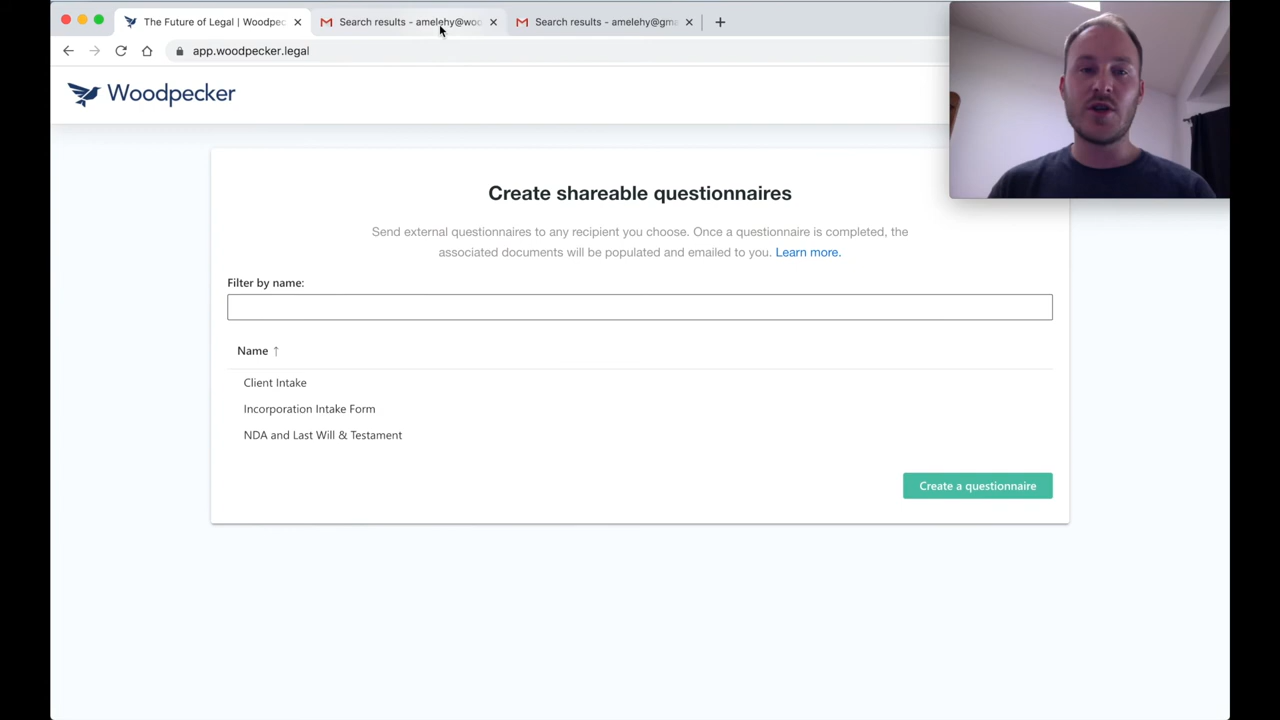 The Future of Legal | Woodpec
Search results - amelehy@woo
Search results - amelehy@gma
app.woodpecker.legal
Woodpecker
Create shareable questionnaires
Send external questionnaires to any recipient you choose. Once a questionnaire is completed, the
associated documents will be populated and emailed to you. Learn more.
Filter by name:
Name ↑
Client Intake
Incorporation Intake Form
NDA and Last Will & Testament
Create a questionnaire